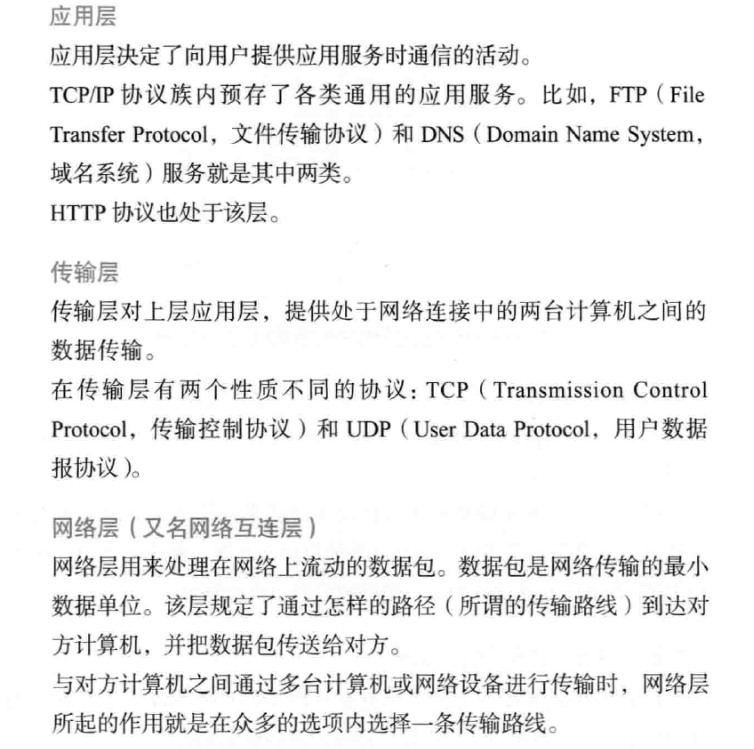 应用层
应用层决定了向用户提供应用服务时通信的活动。
TCP/IP 协议族内预存了各类通用的应用服务。比如，FTP（File
Transfer Protocol，文件传输协议）和 DNS（Domain Name System，
域名系统）服务就是其中两类。
HTTP 协议也处于该层。
传输层
传输层对上层应用层，提供处于网络连接中的两台计算机之间的
数据传输。
在传输层有两个性质不同的协议：TCP（Transmission Control
Protocol，传输控制协议）和 UDP（User Data Protocol，用户数据
报协议）。
网络层（又名网络互连层）
网络层用来处理在网络上流动的数据包。数据包是网络传输的最小
数据单位。该层规定了通过怎样的路径（所谓的传输路线）到达对
方计算机，并把数据包传送给对方。
与对方计算机之间通过多台计算机或网络设备进行传输时，网络层
所起的作用就是在众多的选项内选择一条传输路线。